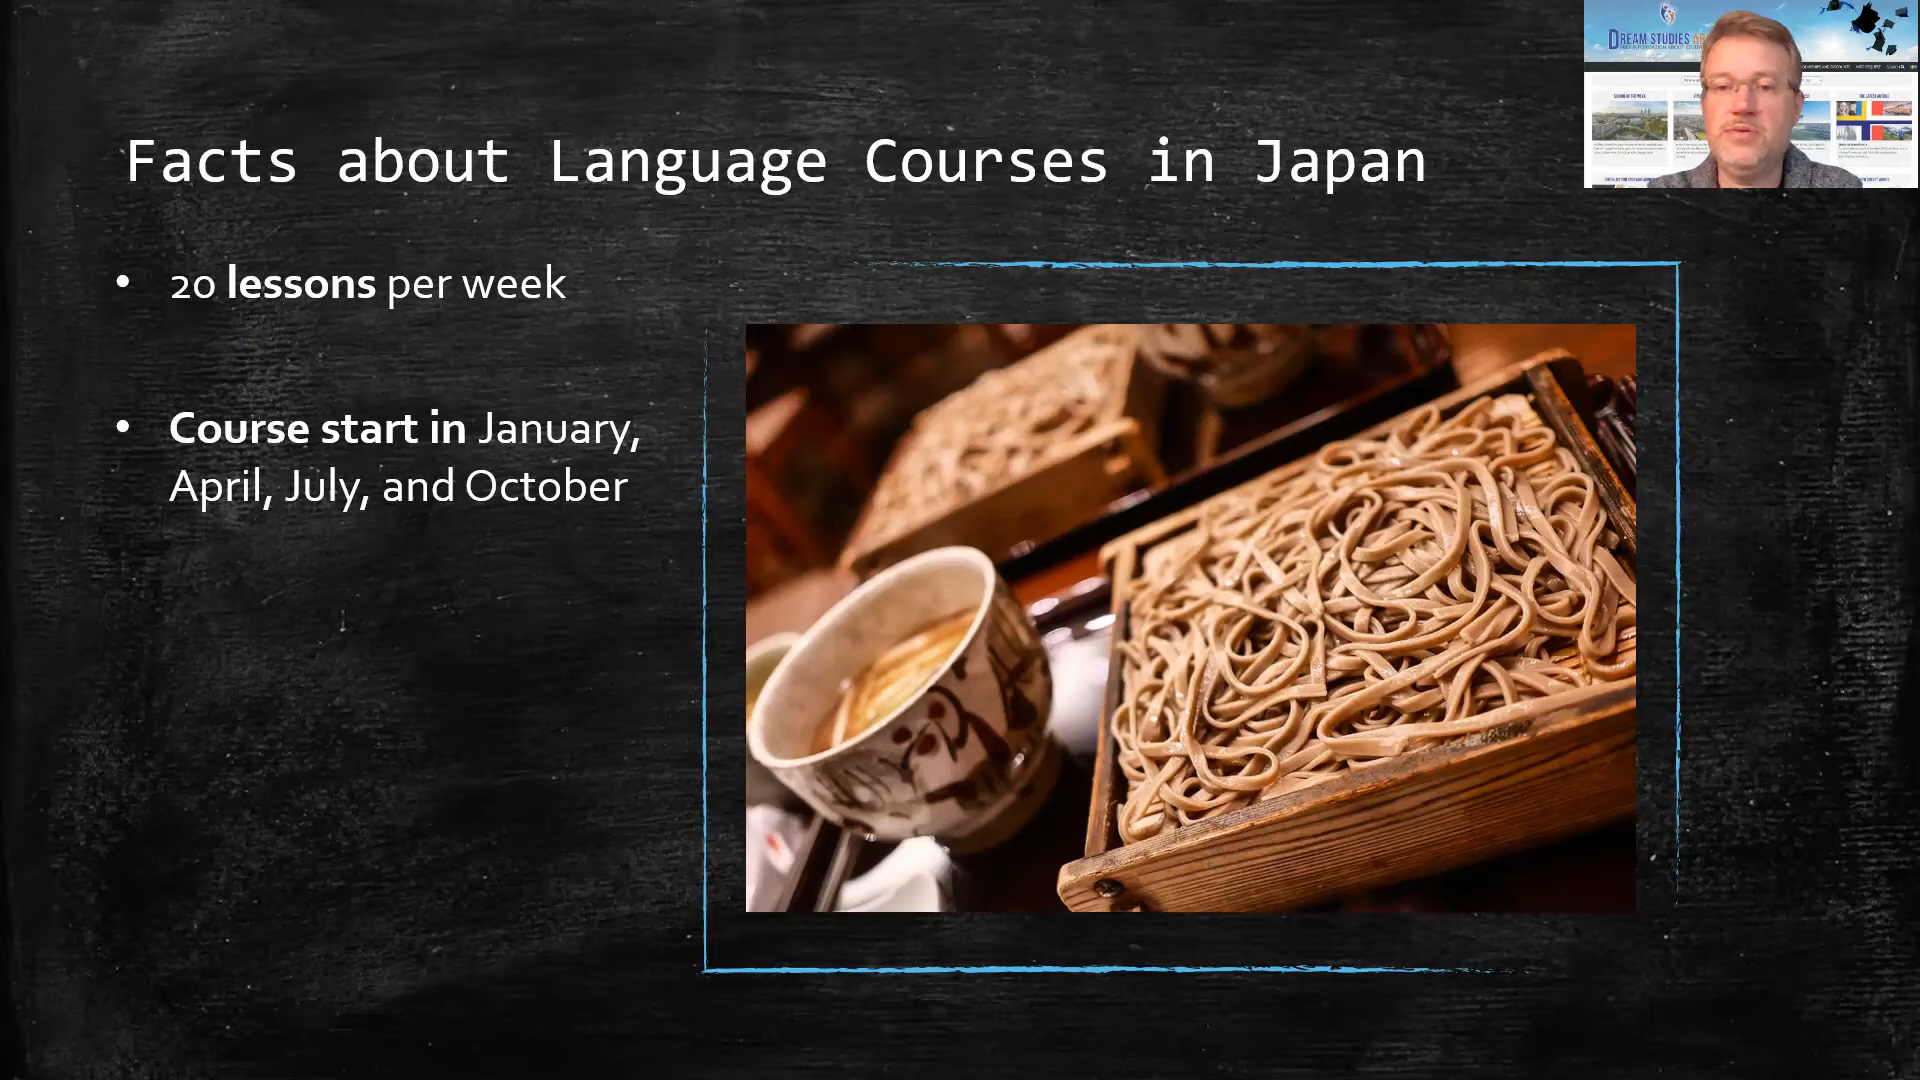 Facts about Language Courses in Japan
• 20 lessons per week
• Course start in January,
April, July, and October
DREAM STUDIES